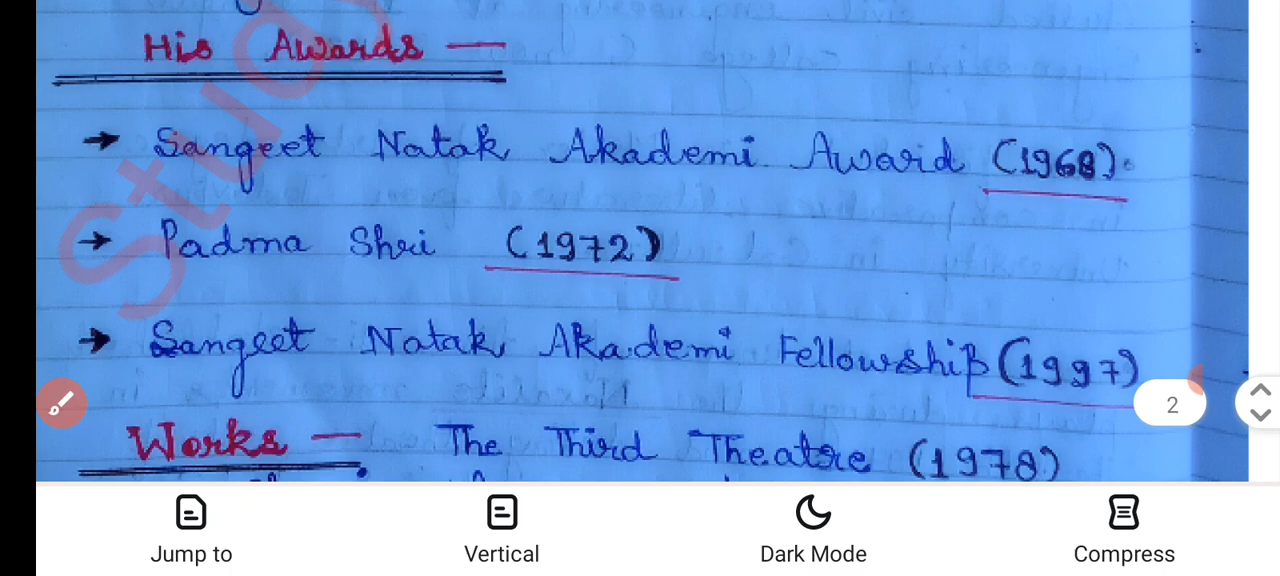 His Awards —
→ Sangeet Natak Akademi Award (1968).
→ Padma Shri (1972)
→ Sangeet Natak Akademi Fellowship (1997)
2
Works — The Third Theatre (1978)
Jump to Vertical Dark Mode Compress